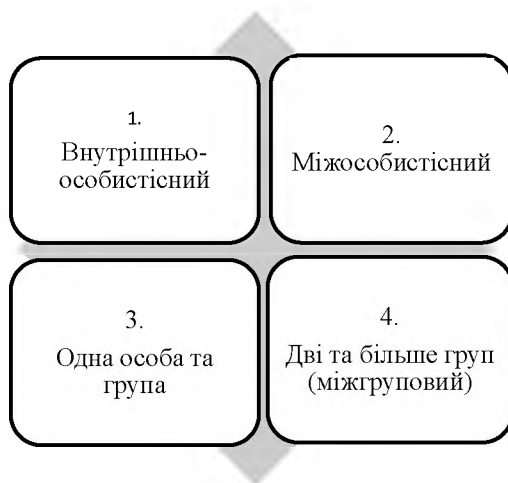 1.
Внутрішньо-
особистісний
2.
Міжособистісний
3.
Одна особа та
група
4.
Дві та більше груп
(міжгруповий)